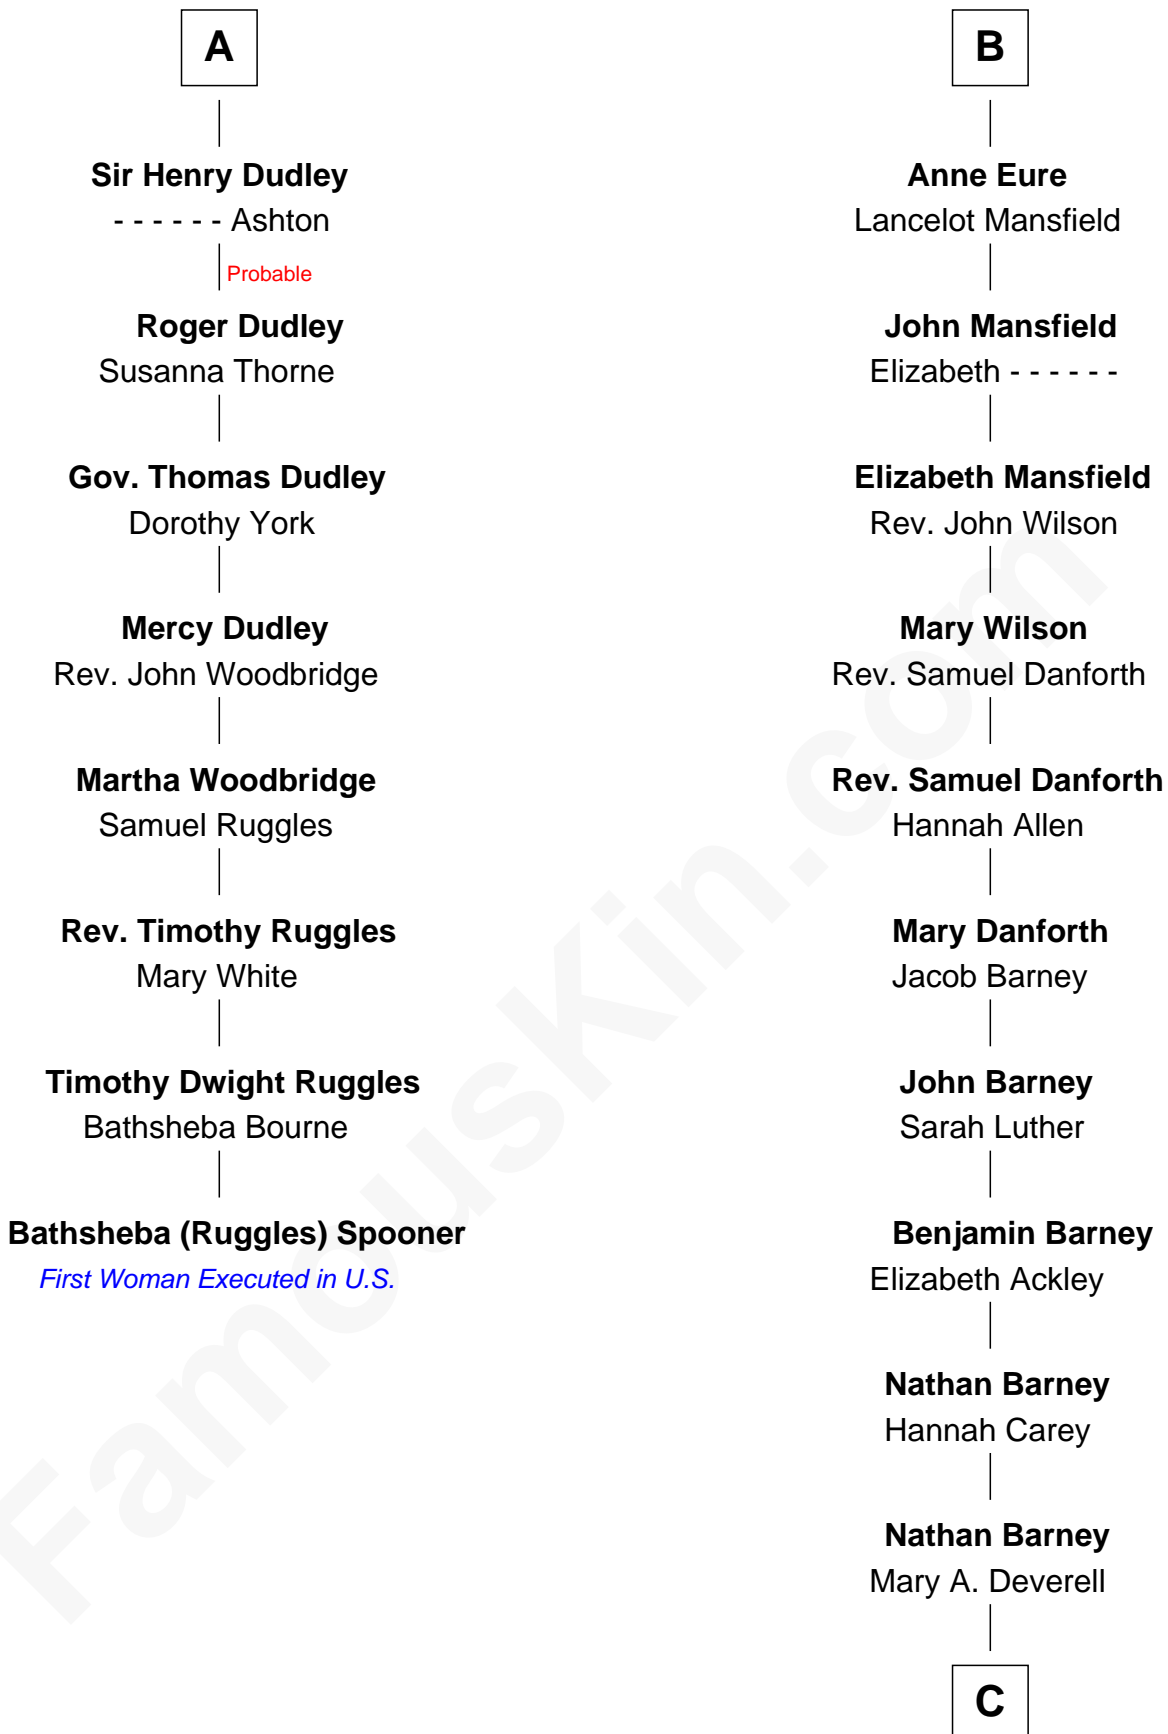 A
Sir Henry Dudley
- - - - - - Ashton
Probable
Roger Dudley
Susanna Thorne
Gov. Thomas Dudley
Dorothy York
Mercy Dudley
Rev. John Woodbridge
Martha Woodbridge
Samuel Ruggles
Rev. Timothy Ruggles
Mary White
Timothy Dwight Ruggles
Bathsheba Bourne
Bathsheba (Ruggles) Spooner
First Woman Executed in U.S.
B
Anne Eure
Lancelot Mansfield
John Mansfield
Elizabeth - - - - - -
Elizabeth Mansfield
Rev. John Wilson
Mary Wilson
Rev. Samuel Danforth
Rev. Samuel Danforth
Hannah Allen
Mary Danforth
Jacob Barney
John Barney
Sarah Luther
Benjamin Barney
Elizabeth Ackley
Nathan Barney
Hannah Carey
Nathan Barney
Mary A. Deverell
C
FamousKin.com